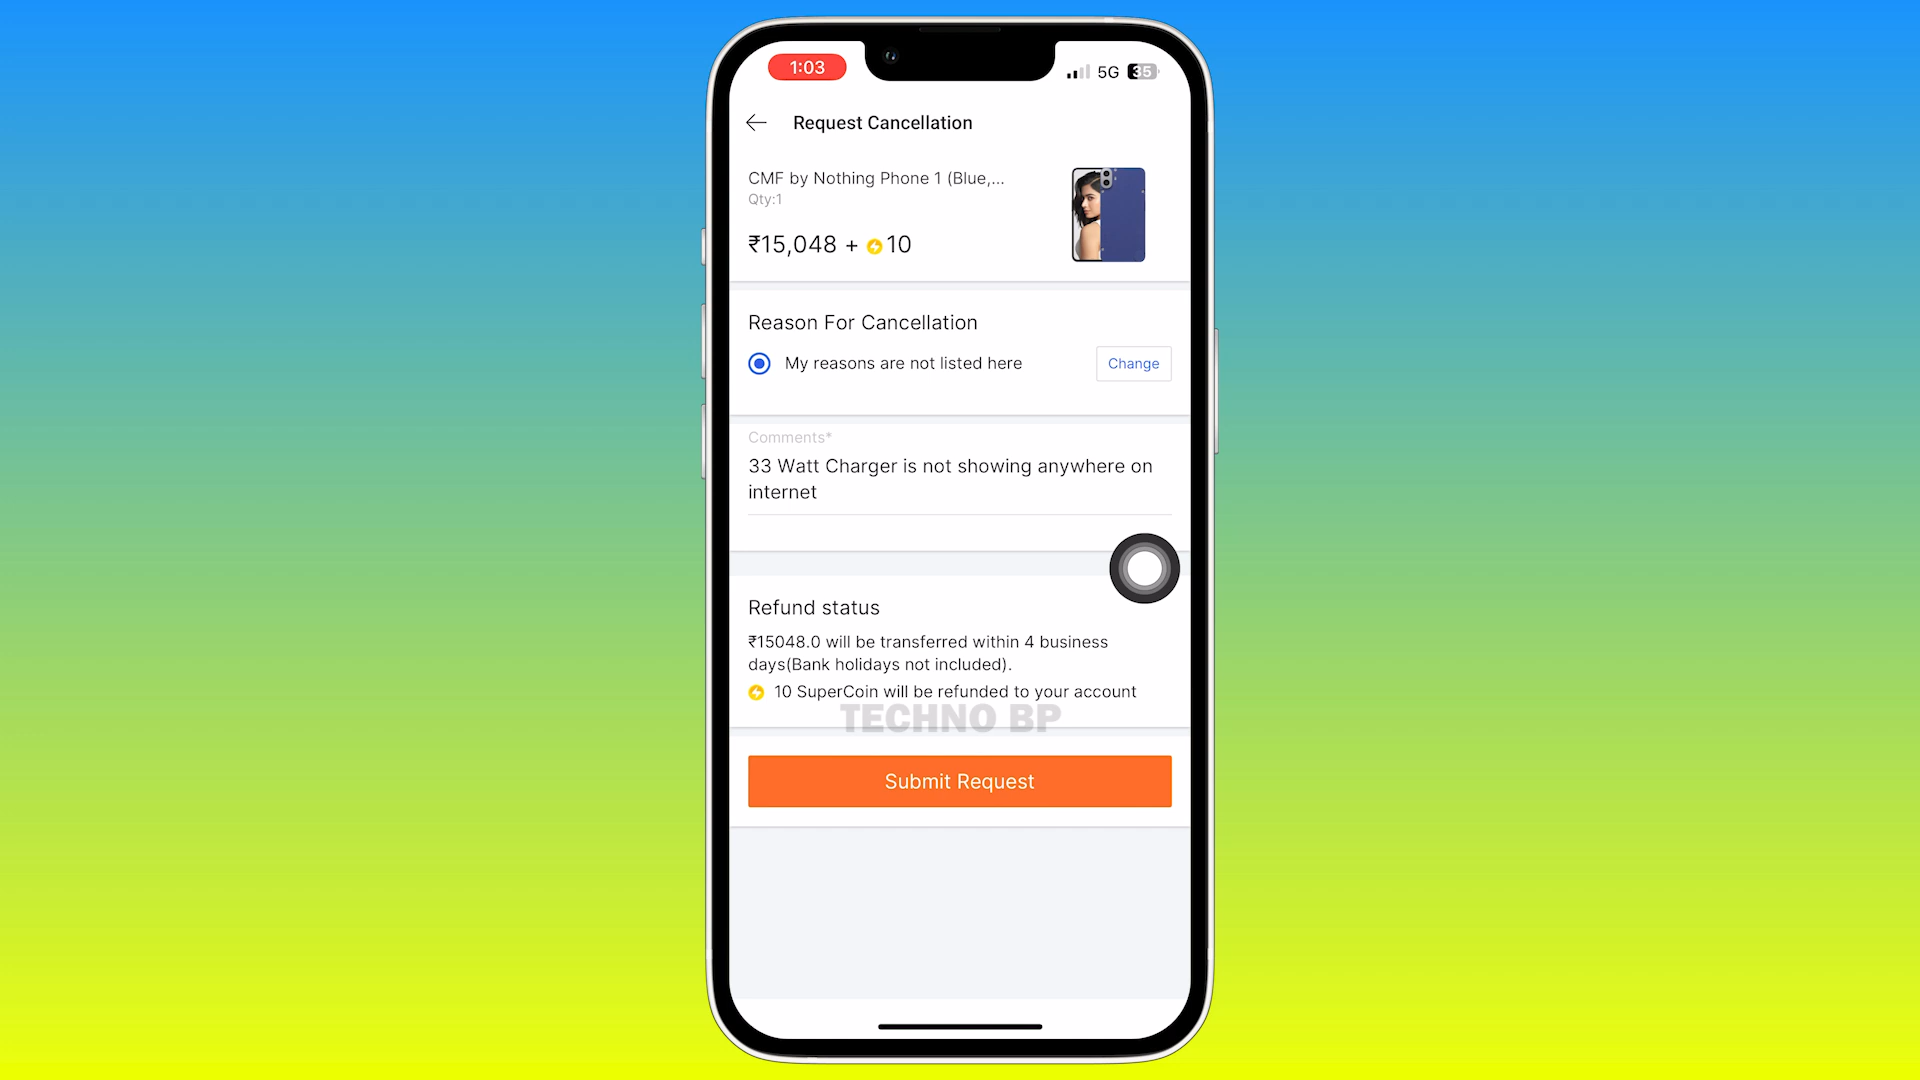 1:03
5G 35
Request Cancellation
CMF by Nothing Phone 1 (Blue,...
Qty:1
₹15,048 + 10
Reason For Cancellation
My reasons are not listed here
Change
Comments*
33 Watt Charger is not showing anywhere on
internet
Refund status
₹15048.0 will be transferred within 4 business
days(Bank holidays not included).
10 SuperCoin will be refunded to your account
TECHNO BP
Submit Request